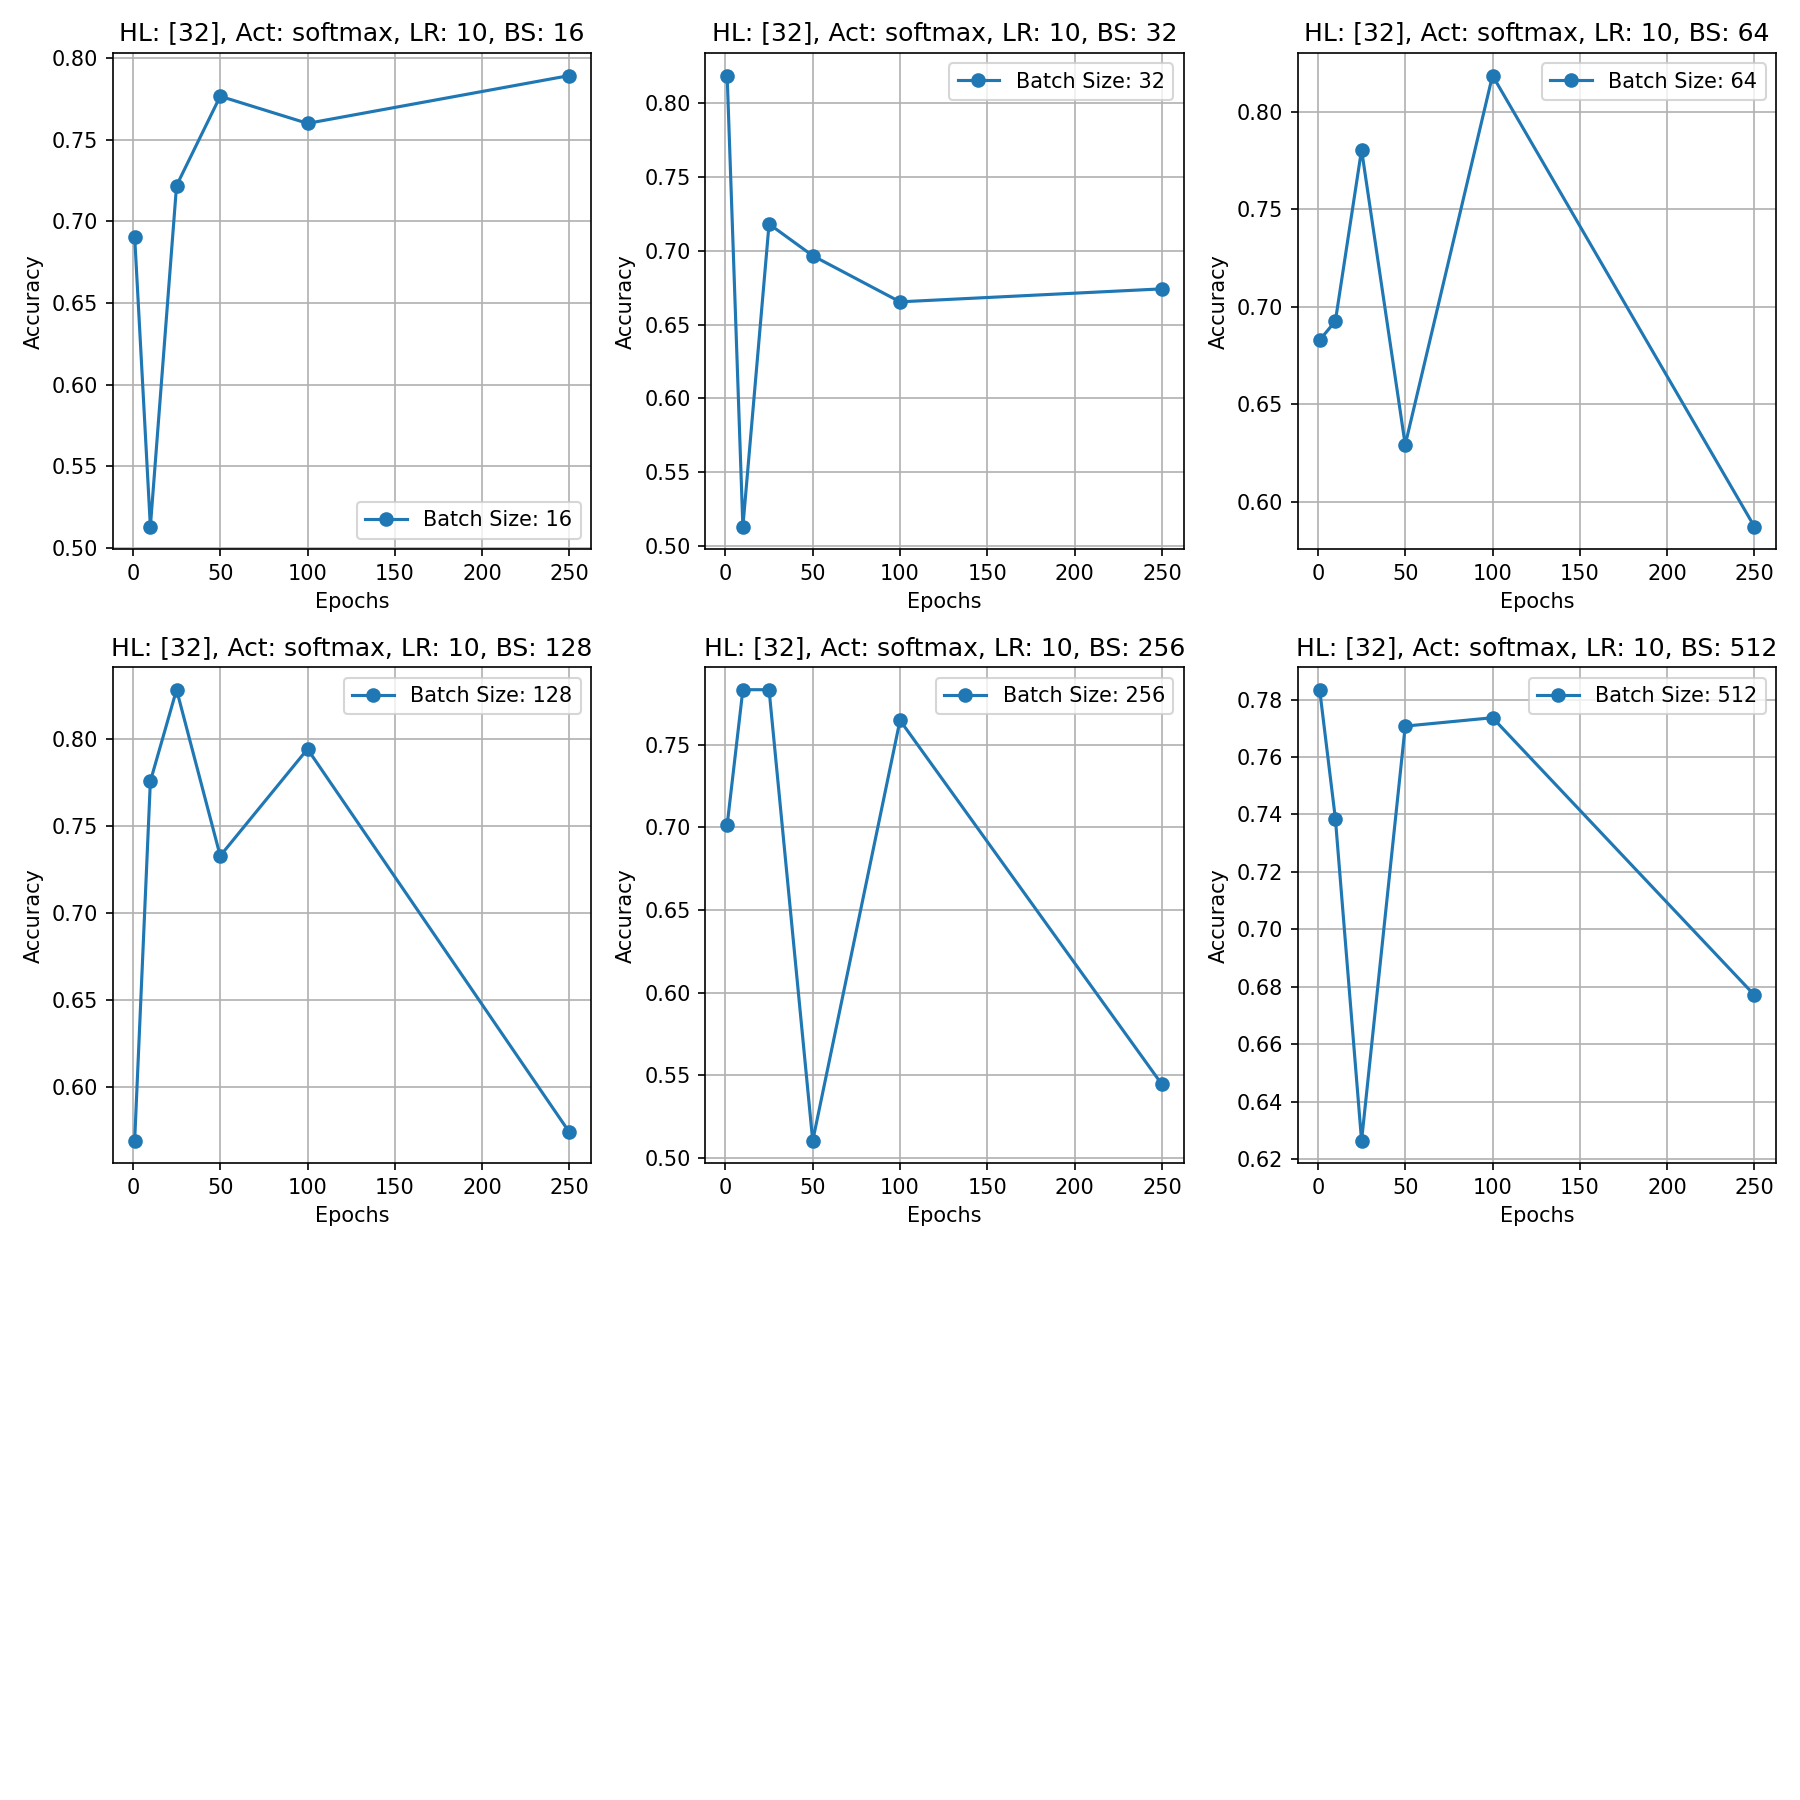 HL: [32], Act: softmax, LR: 10, BS: 16
0.80
0.75
0.70
0.65
0.60
0.55
0.50
Accuracy
Batch Size: 16
0 50 100 150 200 250
Epochs
HL: [32], Act: softmax, LR: 10, BS: 32
Batch Size: 32
0.80
0.75
0.70
0.65
0.60
0.55
0.50
Accuracy
0 50 100 150 200 250
Epochs
HL: [32], Act: softmax, LR: 10, BS: 64
Batch Size: 64
0.80
0.75
0.70
0.65
0.60
Accuracy
0 50 100 150 200 250
Epochs
HL: [32], Act: softmax, LR: 10, BS: 128
Batch Size: 128
0.80
0.75
0.70
0.65
0.60
Accuracy
0 50 100 150 200 250
Epochs
HL: [32], Act: softmax, LR: 10, BS: 256
Batch Size: 256
0.75
0.70
0.65
0.60
0.55
0.50
Accuracy
0 50 100 150 200 250
Epochs
HL: [32], Act: softmax, LR: 10, BS: 512
Batch Size: 512
0.78
0.76
0.74
0.72
0.70
0.68
0.66
0.64
0.62
Accuracy
0 50 100 150 200 250
Epochs